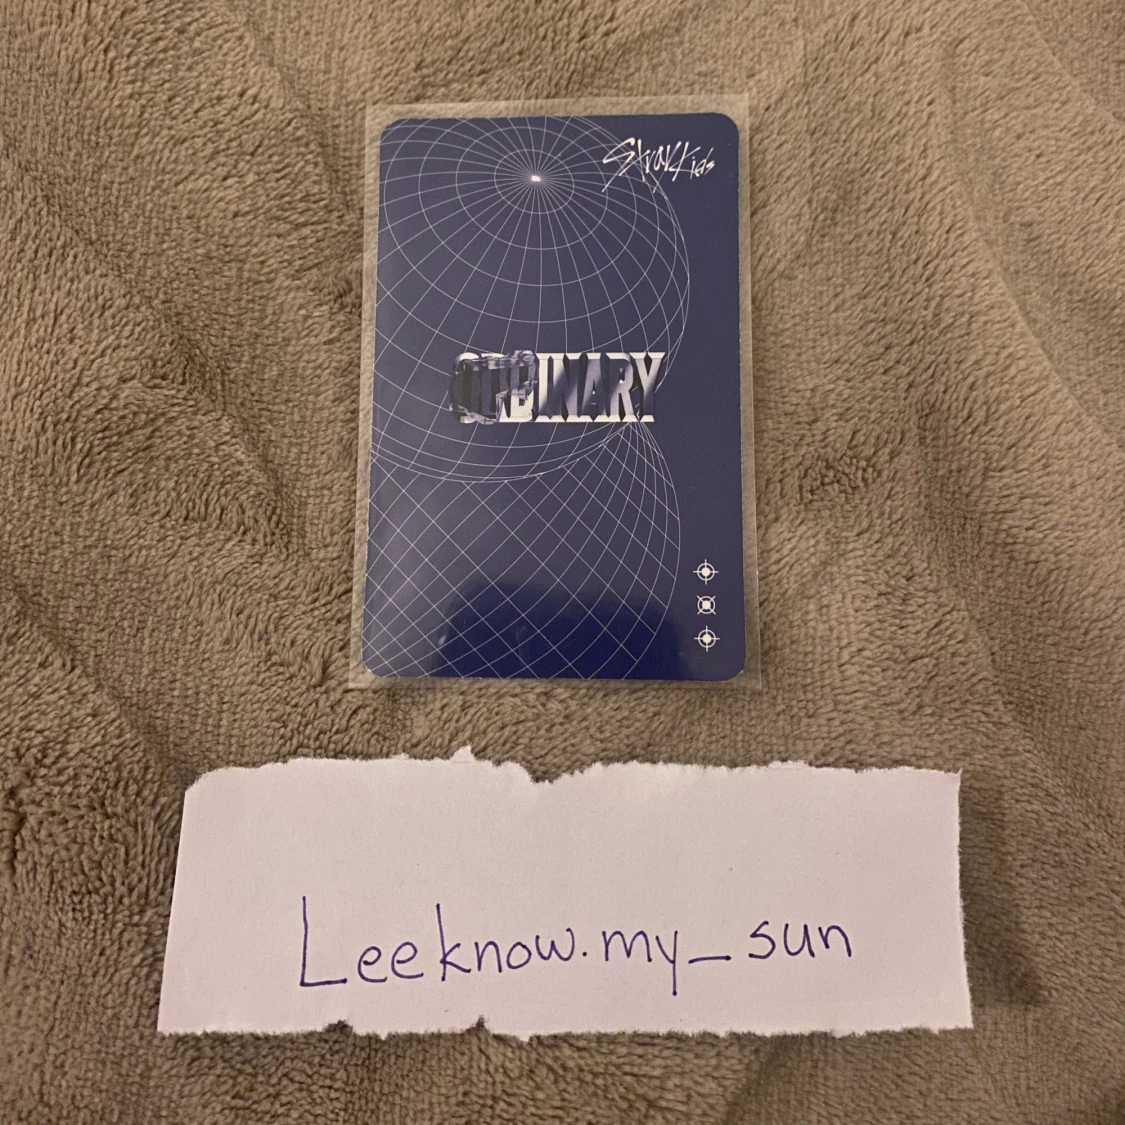 Stray Kids
ODDINARY
Leeknow.my_sun